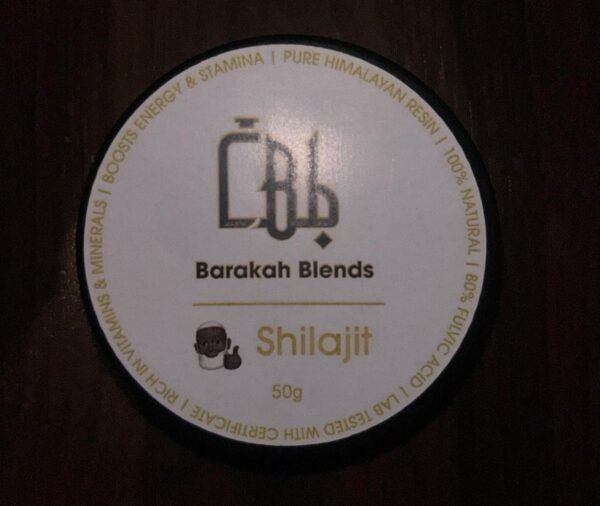 BOOSTS ENERGY & STAMINA | PURE HIMALAYAN RESIN | 100% NATURAL | 80% FULVIC ACID | LAB TESTED WITH CERTIFICATE | RICH IN VITAMINS & MINERALS |
Barakah Blends
Shilajit
50g